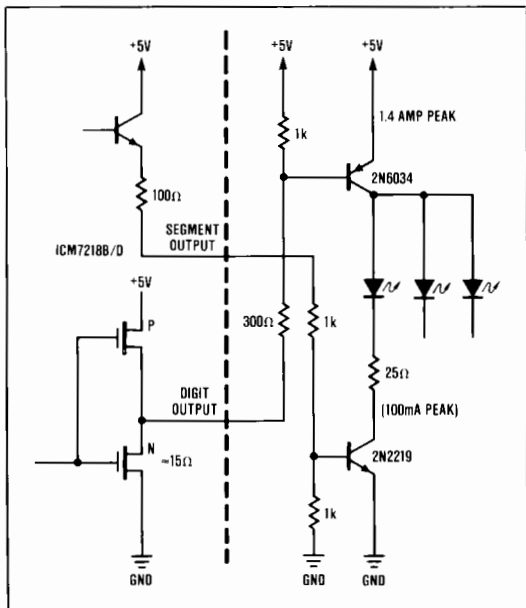 +5V
+5V
+5V
1k
1.4 AMP PEAK
2N6034
100Ω
SEGMENT
OUTPUT
ICM7218B/D
+5V
P
300Ω
1k
25Ω
DIGIT
OUTPUT
(100mA PEAK)
N
≈15Ω
2N2219
1k
GND
GND
GND